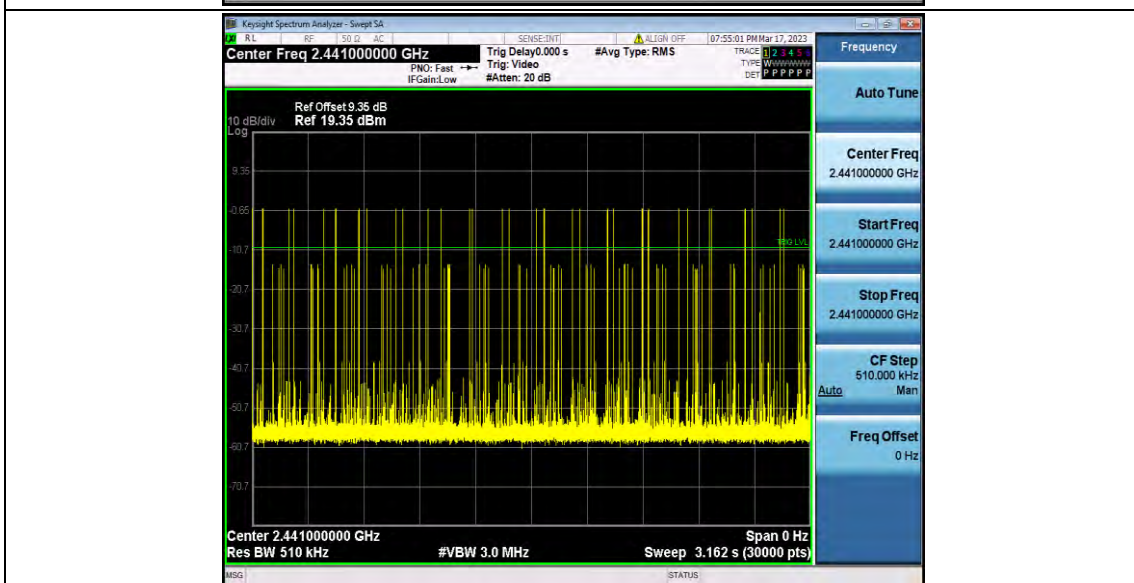 Keysight Spectrum Analyzer - Swept SA
RL RF 50 Ω AC SENSE:INT ALIGN OFF 07:55:01 PM Mar 17, 2023
Center Freq 2.441000000 GHz
PNO: Fast
IFGain:Low
Trig Delay0.000 s
Trig: Video
#Atten: 20 dB
#Avg Type: RMS
TRACE 1 2 3 4 5 6
TYPE WWWWWW
DET P P P P P P
Frequency
Ref Offset 9.35 dB
10 dB/div Ref 19.35 dBm
Log
9.35
-0.65
TRIG LVL
-10.7
-20.7
-30.7
-40.7
-50.7
-60.7
-70.7
Center 2.441000000 GHz Span 0 Hz
Res BW 510 kHz #VBW 3.0 MHz Sweep 3.162 s (30000 pts)
MSG STATUS
Auto Tune
Center Freq
2.441000000 GHz
Start Freq
2.441000000 GHz
Stop Freq
2.441000000 GHz
CF Step
510.000 kHz
Auto Man
Freq Offset
0 Hz